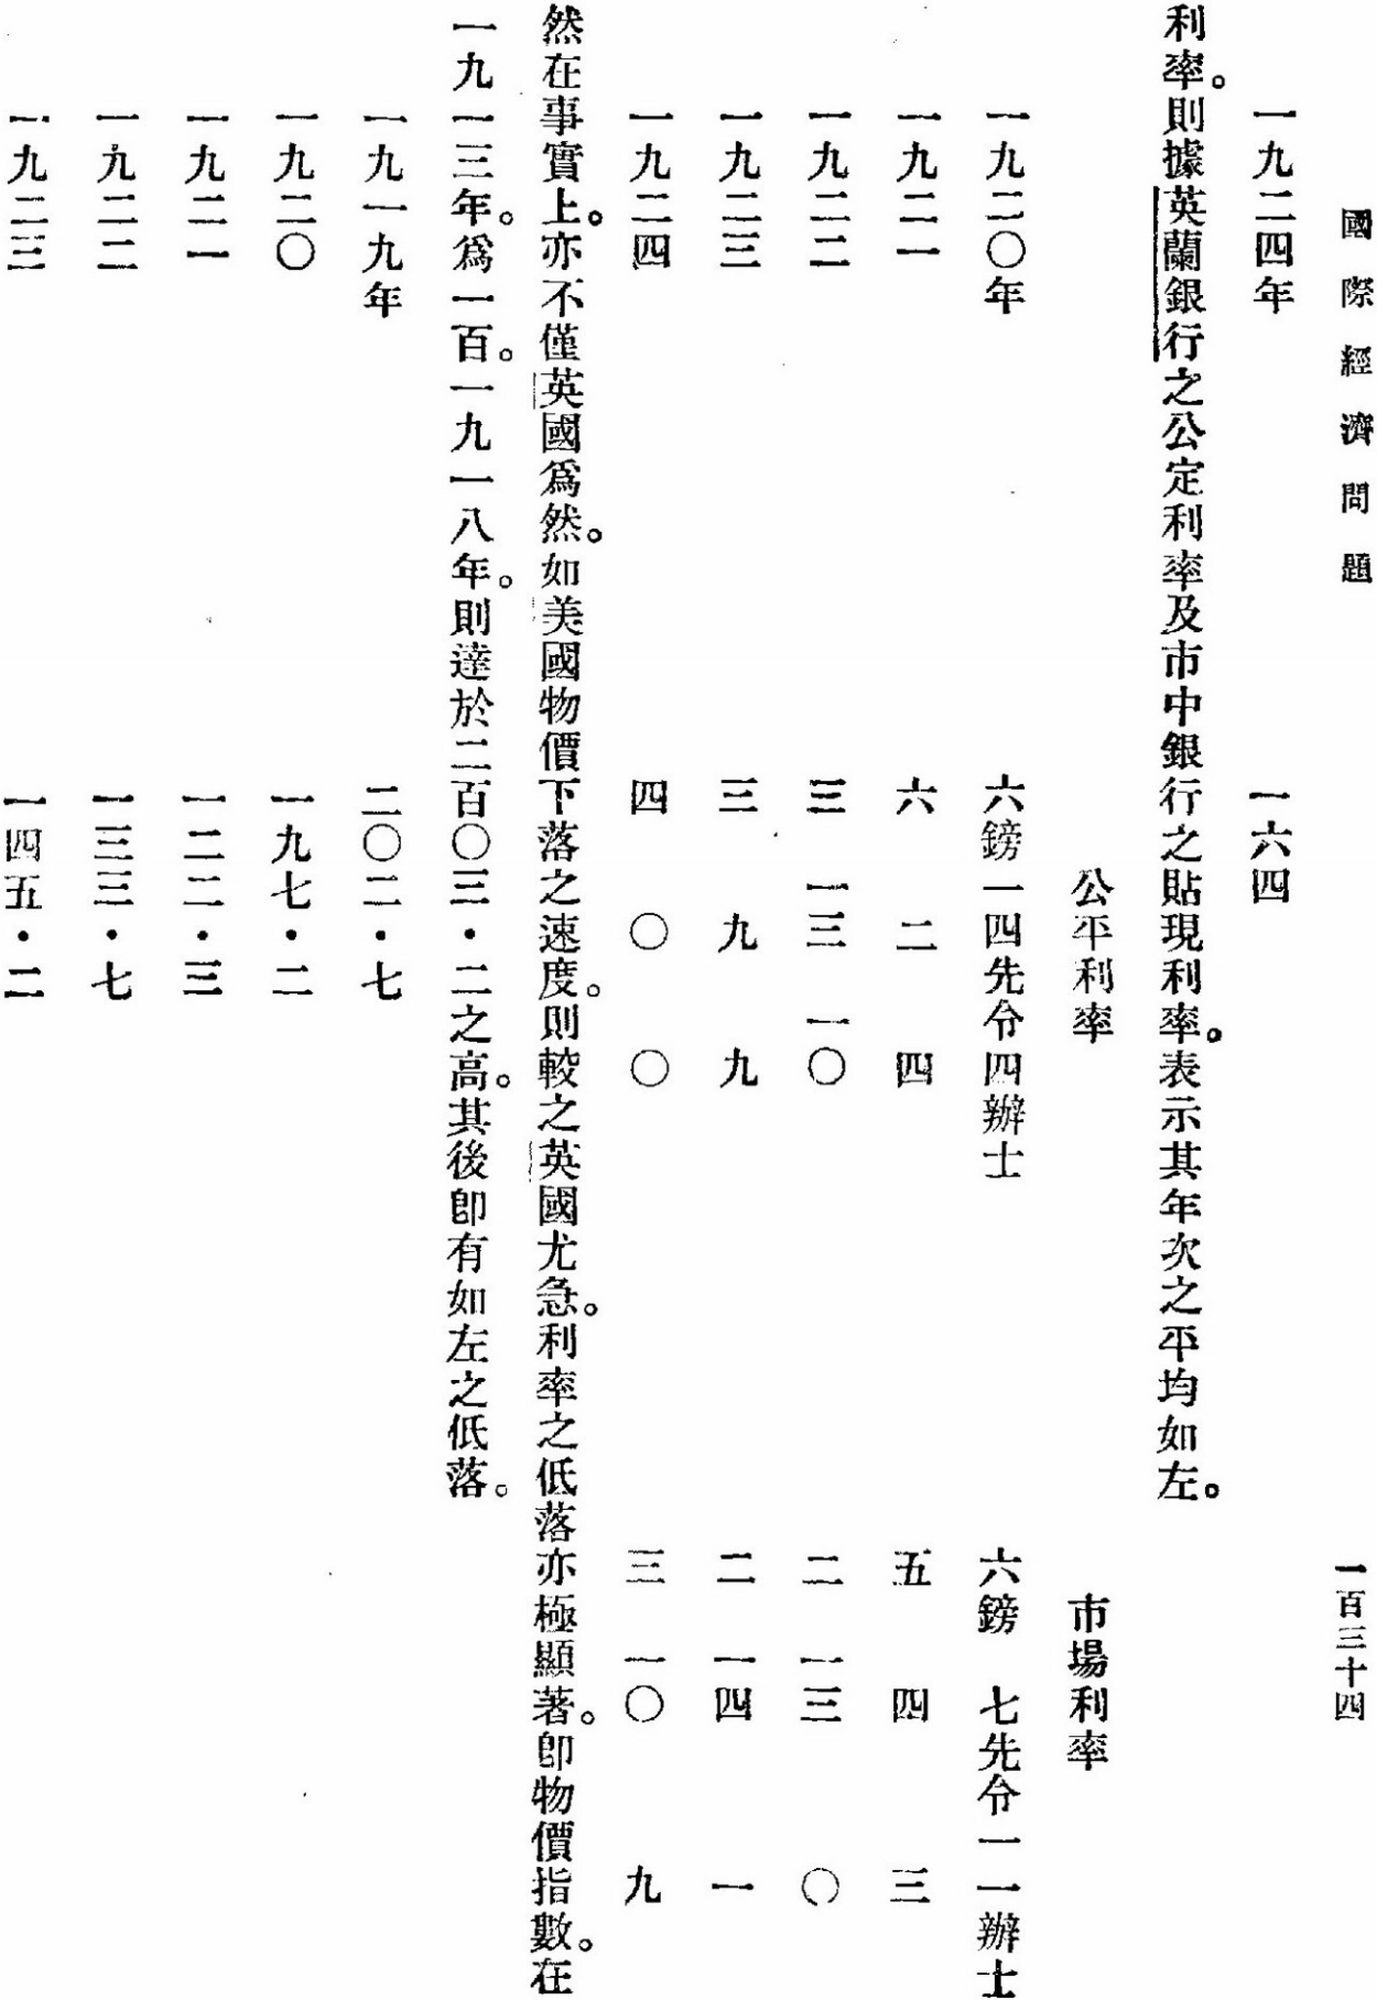 國際經濟問題 一百三十四
一九二四年 一六四
利率。則據英蘭銀行之公定利率及市中銀行之貼現利率。表示其年次之平均如左。
公平利率 市場利率
一九二〇年 六鎊一四先令四辦士 六鎊 七先令一一辦士
一九二一 六 二 四 五 四 三
一九二二 三 一三 一〇 二 一三 〇
一九二三 三 九 九 二 一四 一
一九二四 四 〇 〇 三 一〇 九
然在事實上。亦不僅英國爲然。如美國物價下落之速度。則較之英國尤急。利率之低落亦極顯著。卽物價指數。在
一九一三年。爲一百。一九一八年。則達於二百〇三·二之高。其後卽有如左之低落。
一九一九年 二〇二·七
一九二〇 一九七·二
一九二一 一二二·三
一九二二 一三三·七
一九二三 一四五·二